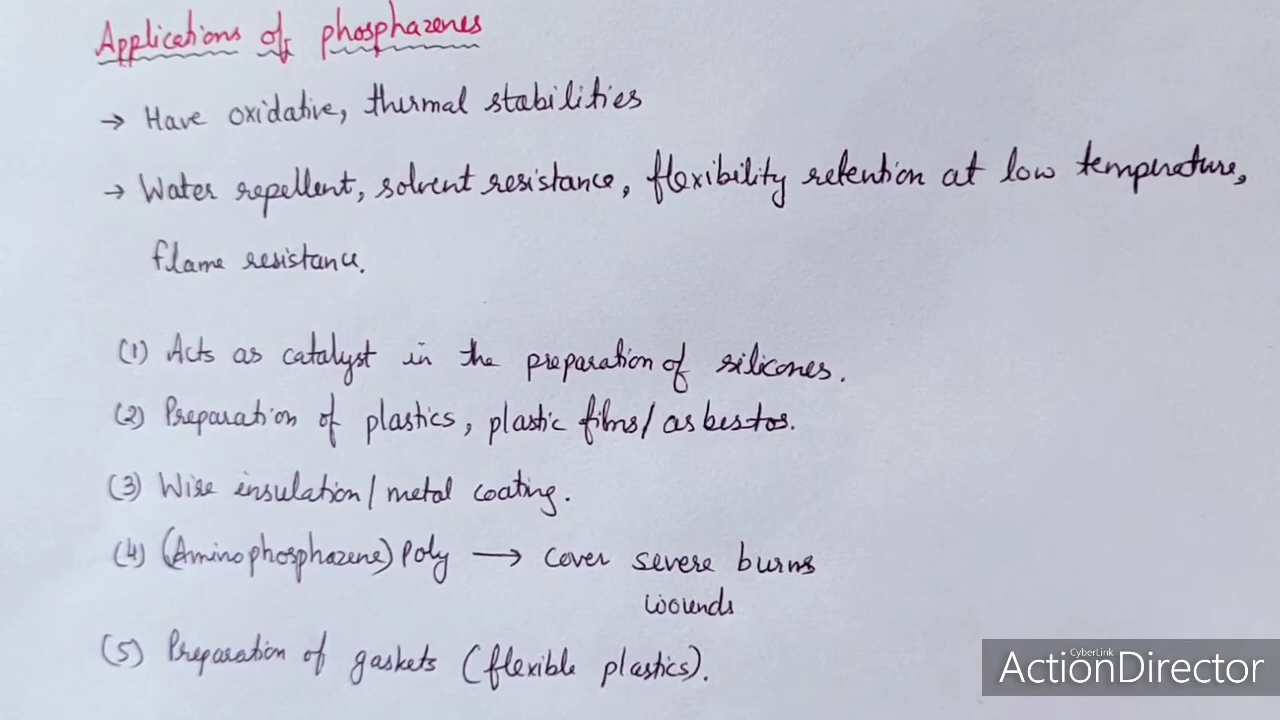 Applications of phosphazenes
→ Have oxidative, thermal stabilities
→ Water repellent, solvent resistance, flexibility retention at low temperature,
flame resistance.
(1) Acts as catalyst in the preparation of silicones.
(2) Preparation of plastics, plastic films/asbestos.
(3) Wire insulation/metal coating.
(4) (Aminophosphazene)poly → cover severe burns
wounds
(5) Preparation of gaskets (flexible plastics).
CyberLink
ActionDirector